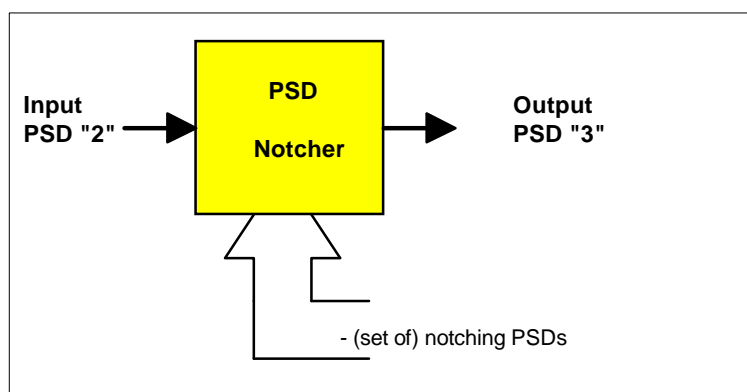 Input
PSD "2"
PSD
Notcher
Output
PSD "3"
- (set of) notching PSDs